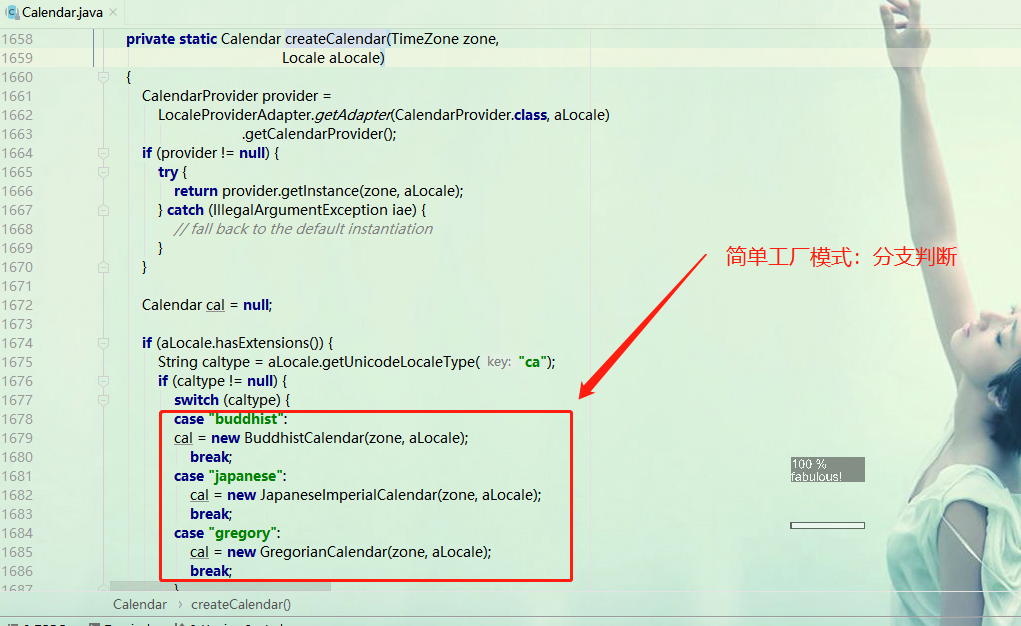 Calendar.java ×
1658 private static Calendar createCalendar(TimeZone zone,
1659 Locale aLocale)
1660 {
1661 CalendarProvider provider =
1662 LocaleProviderAdapter.getAdapter(CalendarProvider.class, aLocale)
1663 .getCalendarProvider();
1664 if (provider != null) {
1665 try {
1666 return provider.getInstance(zone, aLocale);
1667 } catch (IllegalArgumentException iae) {
1668 // fall back to the default instantiation
1669 }
1670 }
1671
1672 Calendar cal = null;
1673
1674 if (aLocale.hasExtensions()) {
1675 String caltype = aLocale.getUnicodeLocaleType( key: "ca");
1676 if (caltype != null) {
1677 switch (caltype) {
1678 case "buddhist":
1679 cal = new BuddhistCalendar(zone, aLocale);
1680 break;
1681 case "japanese":
1682 cal = new JapaneseImperialCalendar(zone, aLocale);
1683 break;
1684 case "gregory":
1685 cal = new GregorianCalendar(zone, aLocale);
1686 break;
1687 }
简单工厂模式：分支判断
100 %
fabulous!
Calendar › createCalendar()